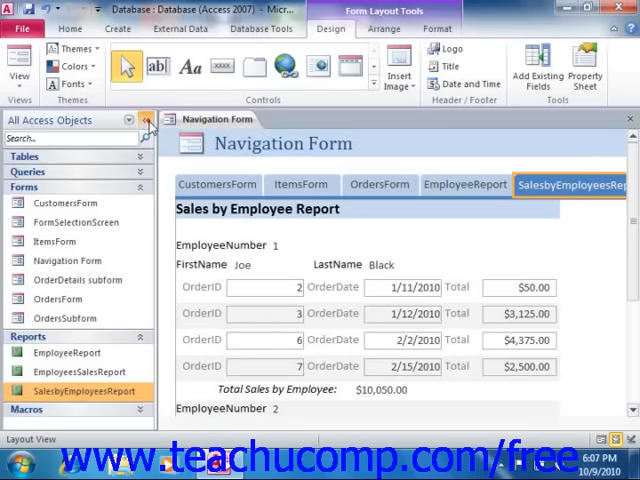 Database : Database (Access 2007) - Micr...
Form Layout Tools
File
Home
Create
External Data
Database Tools
Design
Arrange
Format
View
Themes
Colors
Fonts
ab|
Aa
xxxx
Insert
Image
Logo
Title
Date and Time
Add Existing
Fields
Property
Sheet
Views
Themes
Controls
Header / Footer
Tools
All Access Objects
Search...
Tables
Queries
Forms
CustomersForm
FormSelectionScreen
ItemsForm
Navigation Form
OrderDetails subform
OrdersForm
OrdersSubform
Reports
EmployeeReport
EmployeesSalesReport
SalesbyEmployeesReport
Macros
Navigation Form
Navigation Form
CustomersForm
ItemsForm
OrdersForm
EmployeeReport
SalesbyEmployeesRep
Sales by Employee Report
EmployeeNumber 1
FirstName Joe LastName Black
OrderID 2 OrderDate 1/11/2010 Total $50.00
OrderID 3 OrderDate 1/12/2010 Total $3,125.00
OrderID 6 OrderDate 2/2/2010 Total $4,375.00
OrderID 7 OrderDate 2/15/2010 Total $2,500.00
Total Sales by Employee: $10,050.00
EmployeeNumber 2
Layout View
www.teachucomp.com/free
6:07 PM
10/9/2010